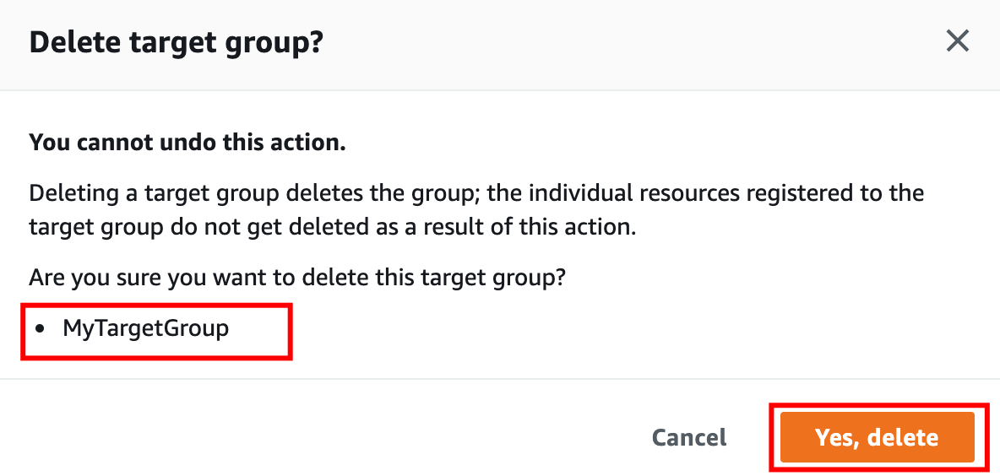 Delete target group?
You cannot undo this action.
Deleting a target group deletes the group; the individual resources registered to the
target group do not get deleted as a result of this action.
Are you sure you want to delete this target group?
• MyTargetGroup
Cancel
Yes, delete